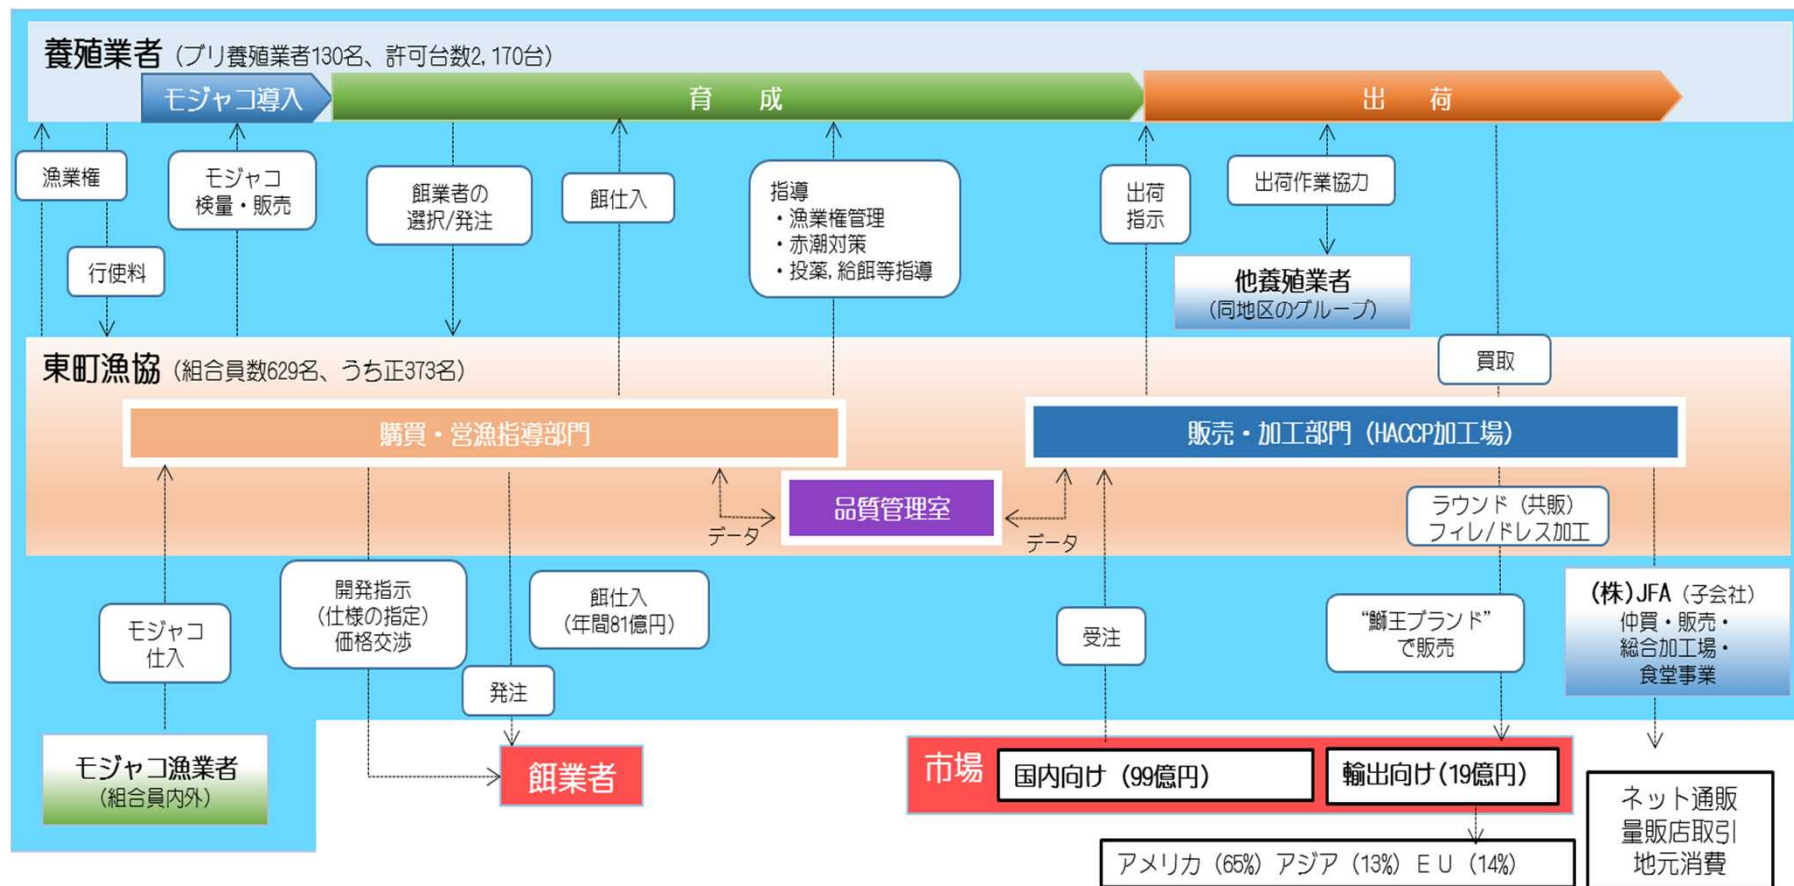 養殖業者（ブリ養殖業者130名、許可台数2,170台）
モジャコ導入
育　成
出　荷
漁業権
行使料
モジャコ
検量・販売
餌業者の
選択/発注
餌仕入
指導
・漁業権管理
・赤潮対策
・投薬,給餌等指導
出荷
指示
出荷作業協力
他養殖業者
（同地区のグループ）
買取
東町漁協（組合員数629名、うち正373名）
購買・営漁指導部門
販売・加工部門（HACCP加工場）
品質管理室
データ
データ
ラウンド（共販）
フィレ/ドレス加工
モジャコ
仕入
開発指示
(仕様の指定)
価格交渉
餌仕入
(年間81億円)
発注
受注
“鰤王ブランド”
で販売
(株)JFA（子会社）
仲買・販売・
総合加工場・
食堂事業
モジャコ漁業者
（組合員内外）
餌業者
市場
国内向け（99億円）
輸出向け(19億円)
アメリカ（65%）アジア（13%）ＥＵ（14%）
ネット通販
量販店取引
地元消費